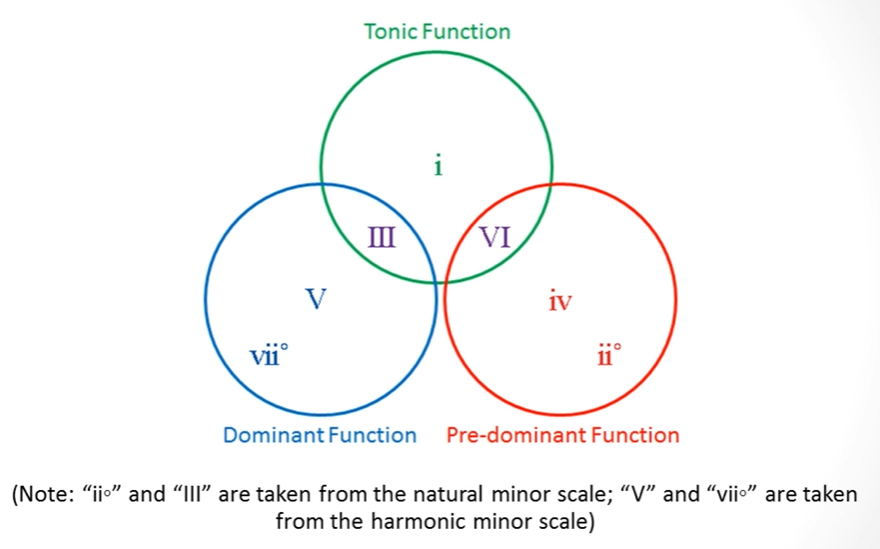 Tonic Function
i
III
VI
V
iv
vii°
ii°
Dominant Function
Pre-dominant Function
(Note: “ii○” and “III” are taken from the natural minor scale; “V” and “vii○” are taken
from the harmonic minor scale)